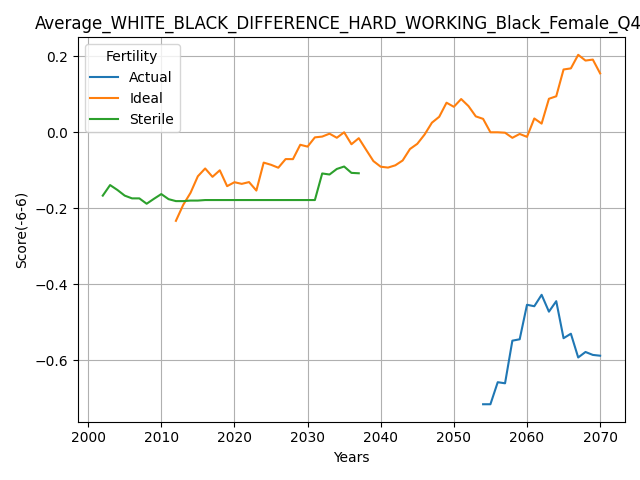 Average_WHITE_BLACK_DIFFERENCE_HARD_WORKING_Black_Female_Q4
Fertility
Actual
Ideal
Sterile
Score(-6-6)
0.2
0.0
−0.2
−0.4
−0.6
2000 2010 2020 2030 2040 2050 2060 2070
Years